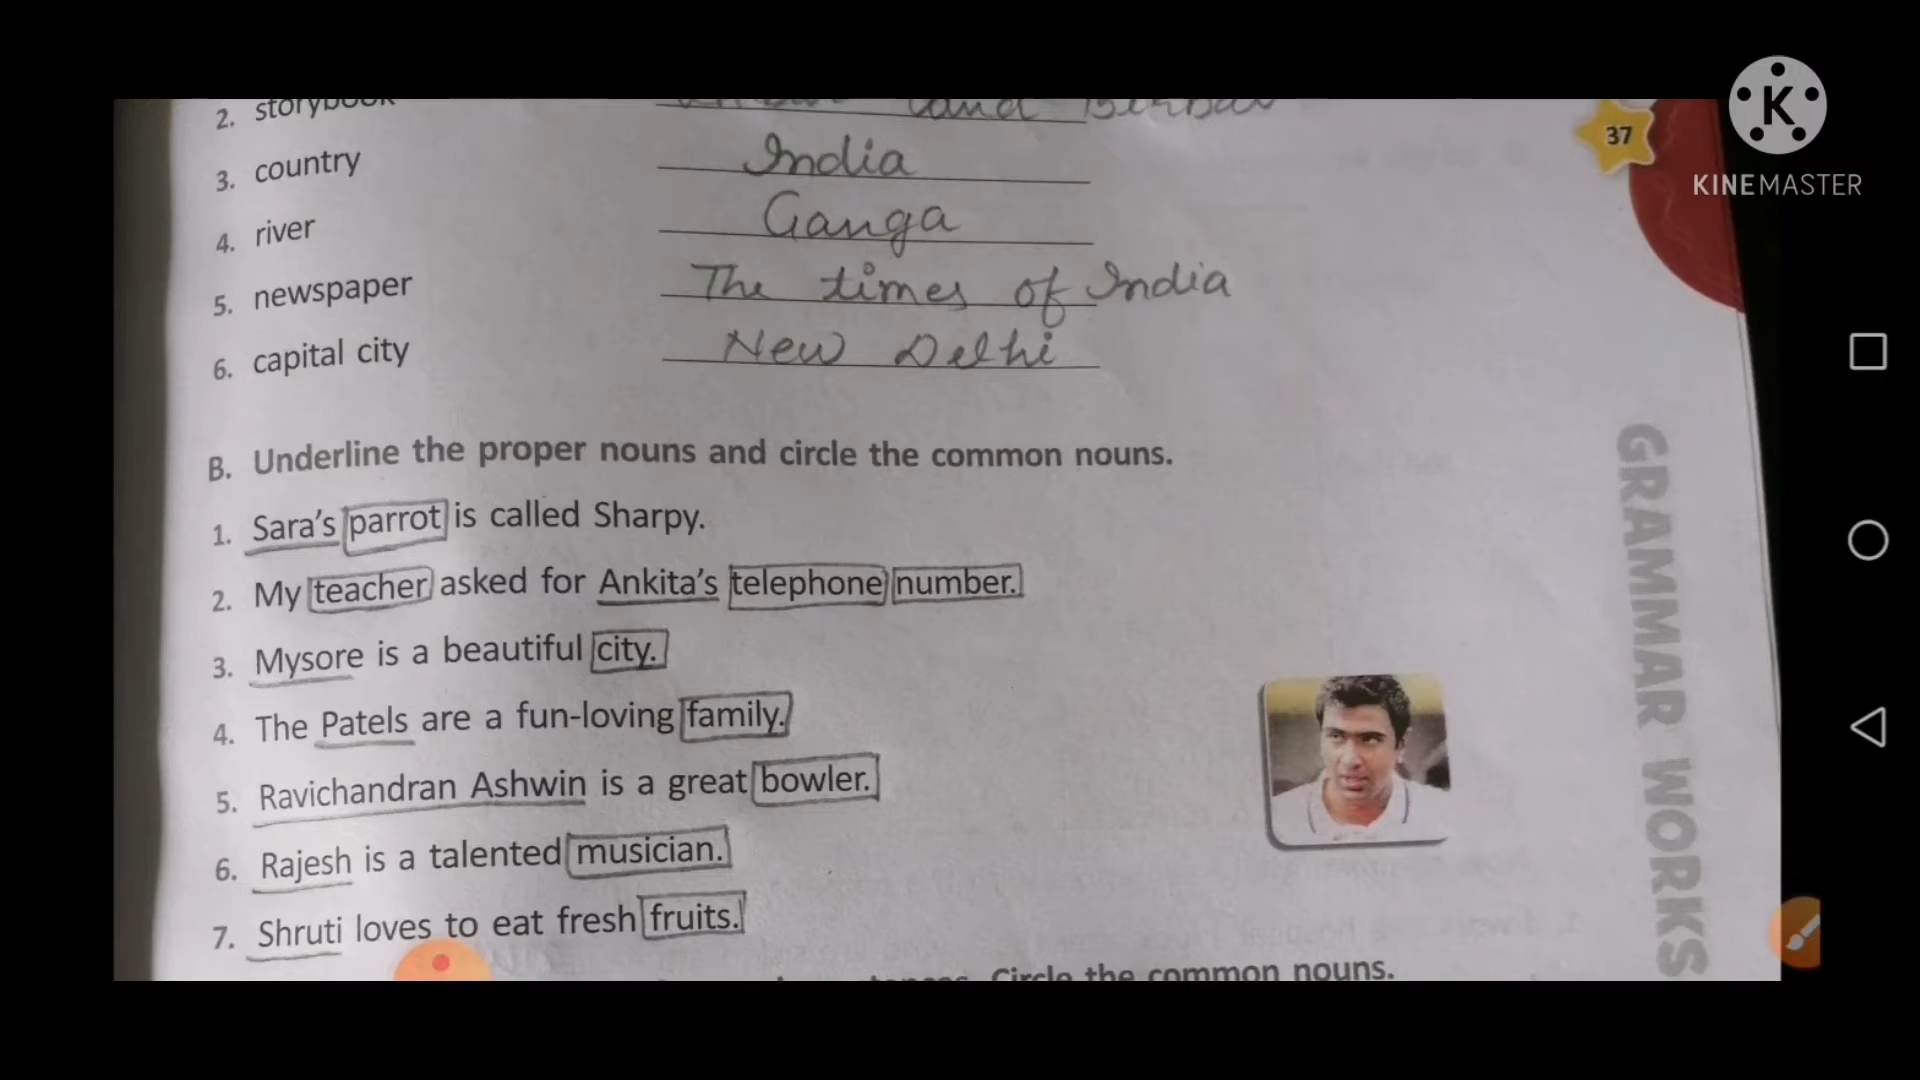 2. storybook and Birbal
3. country India
4. river Ganga
5. newspaper The times of India
6. capital city New Delhi
B. Underline the proper nouns and circle the common nouns.
1. Sara's parrot is called Sharpy.
2. My teacher asked for Ankita's telephone number.
3. Mysore is a beautiful city.
4. The Patels are a fun-loving family.
5. Ravichandran Ashwin is a great bowler.
6. Rajesh is a talented musician.
7. Shruti loves to eat fresh fruits.
Circle the common nouns.
37
K
KINEMASTER
GRAMMAR WORKS